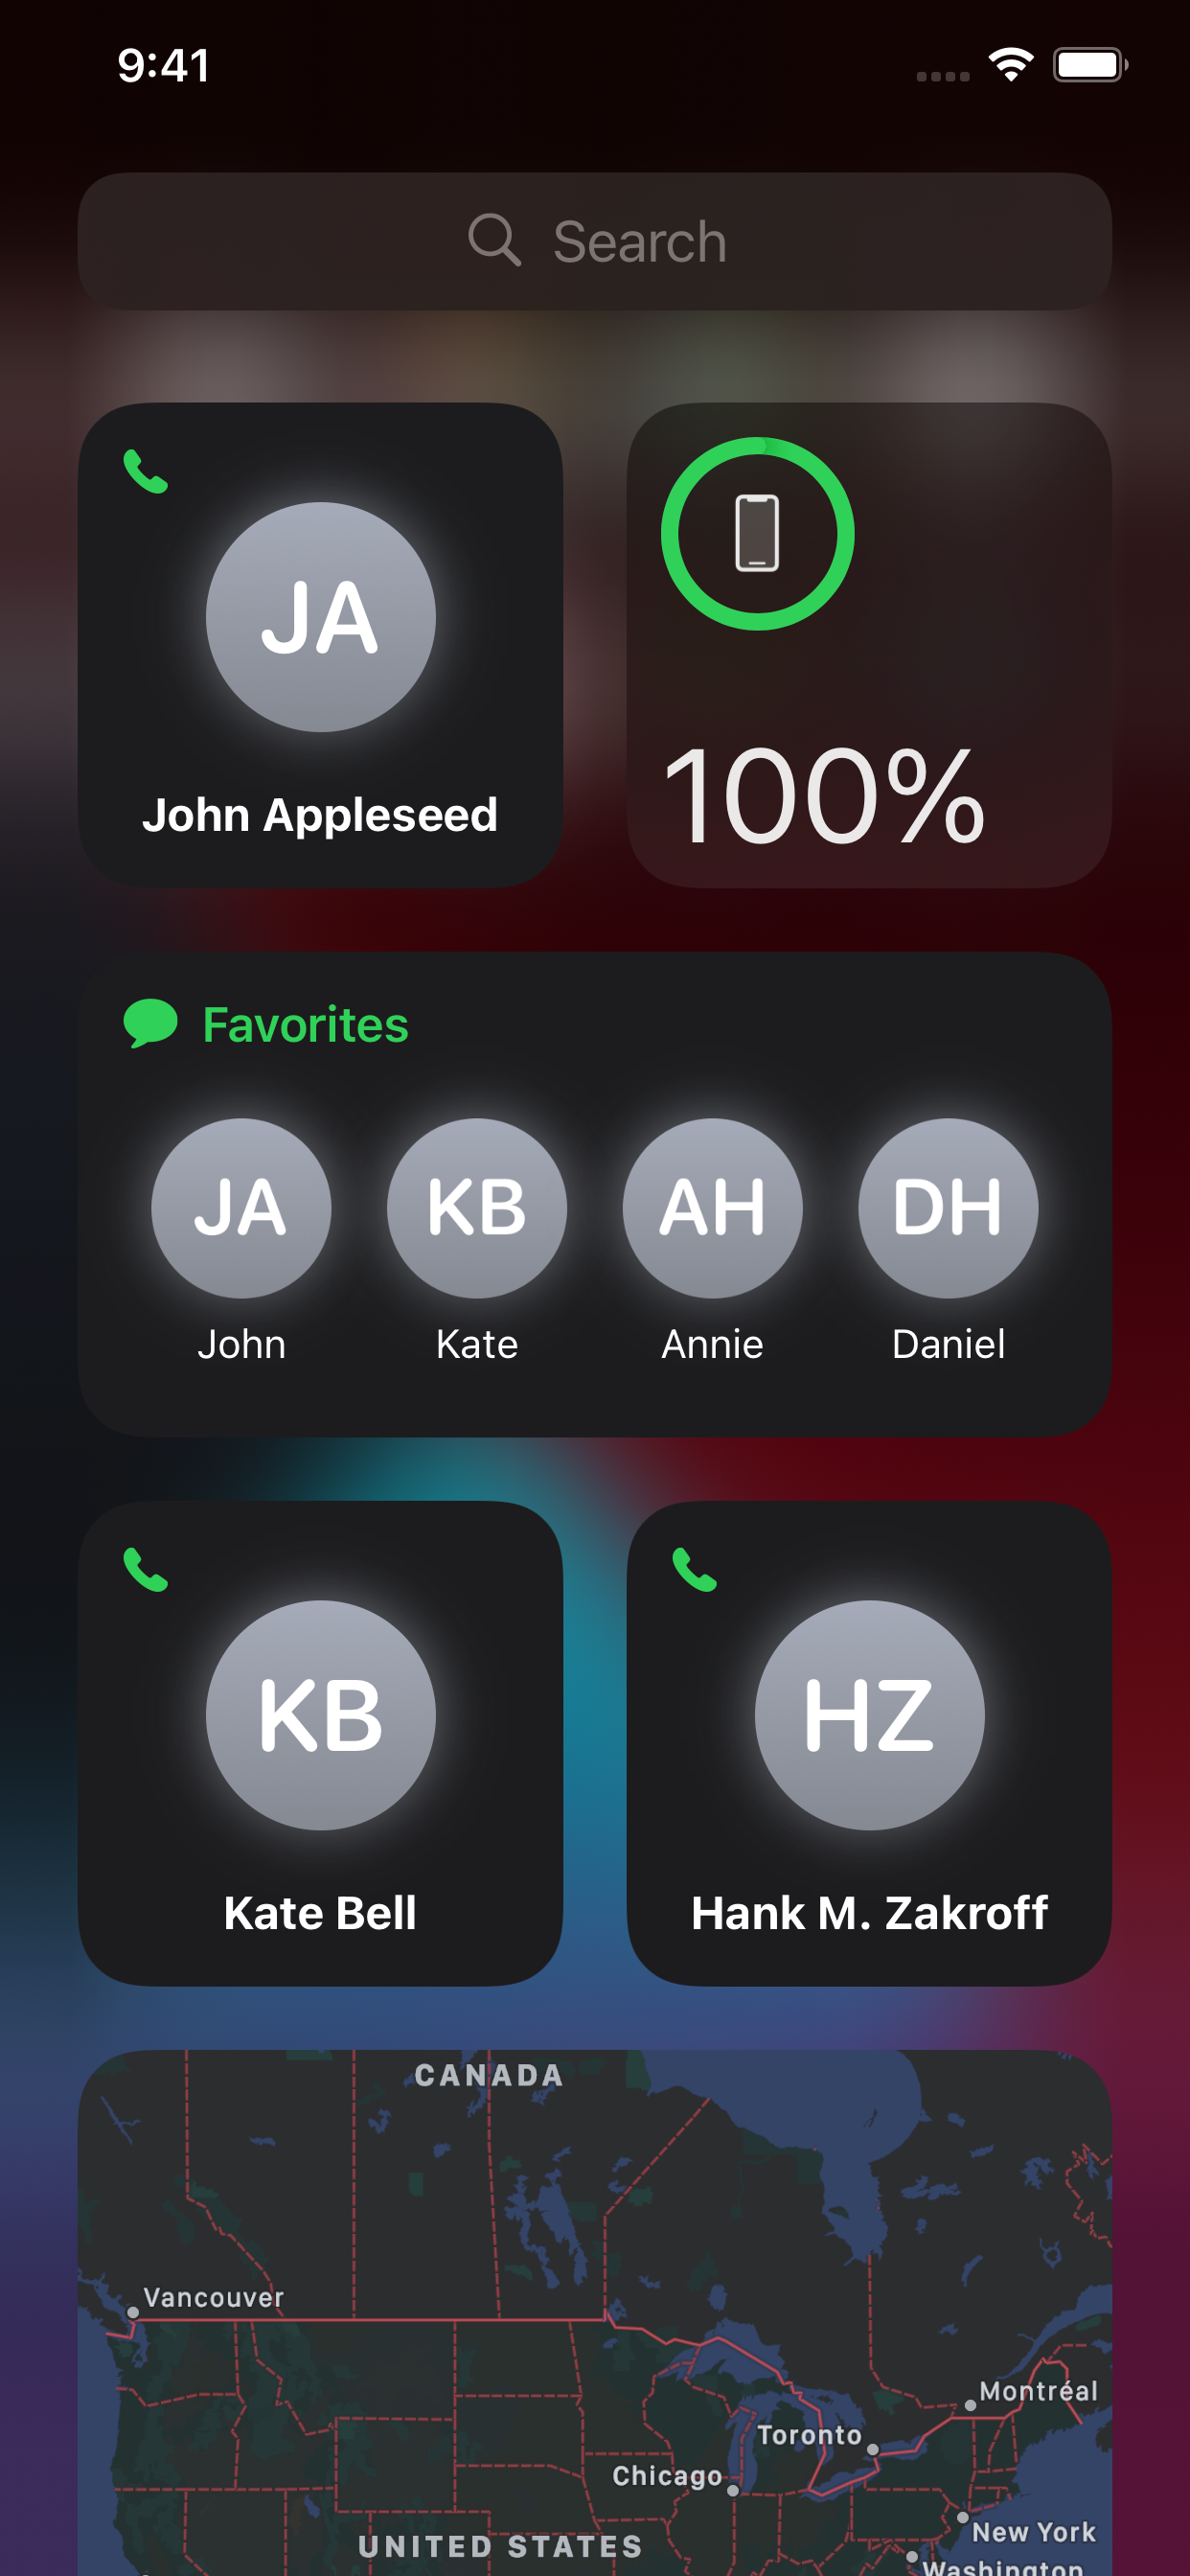 9:41
Search
JA
John Appleseed
100%
Favorites
JA KB AH DH
John Kate Annie Daniel
KB
Kate Bell
HZ
Hank M. Zakroff
CANADA
Vancouver
Montréal
Toronto
Chicago
New York
UNITED STATES
Washington